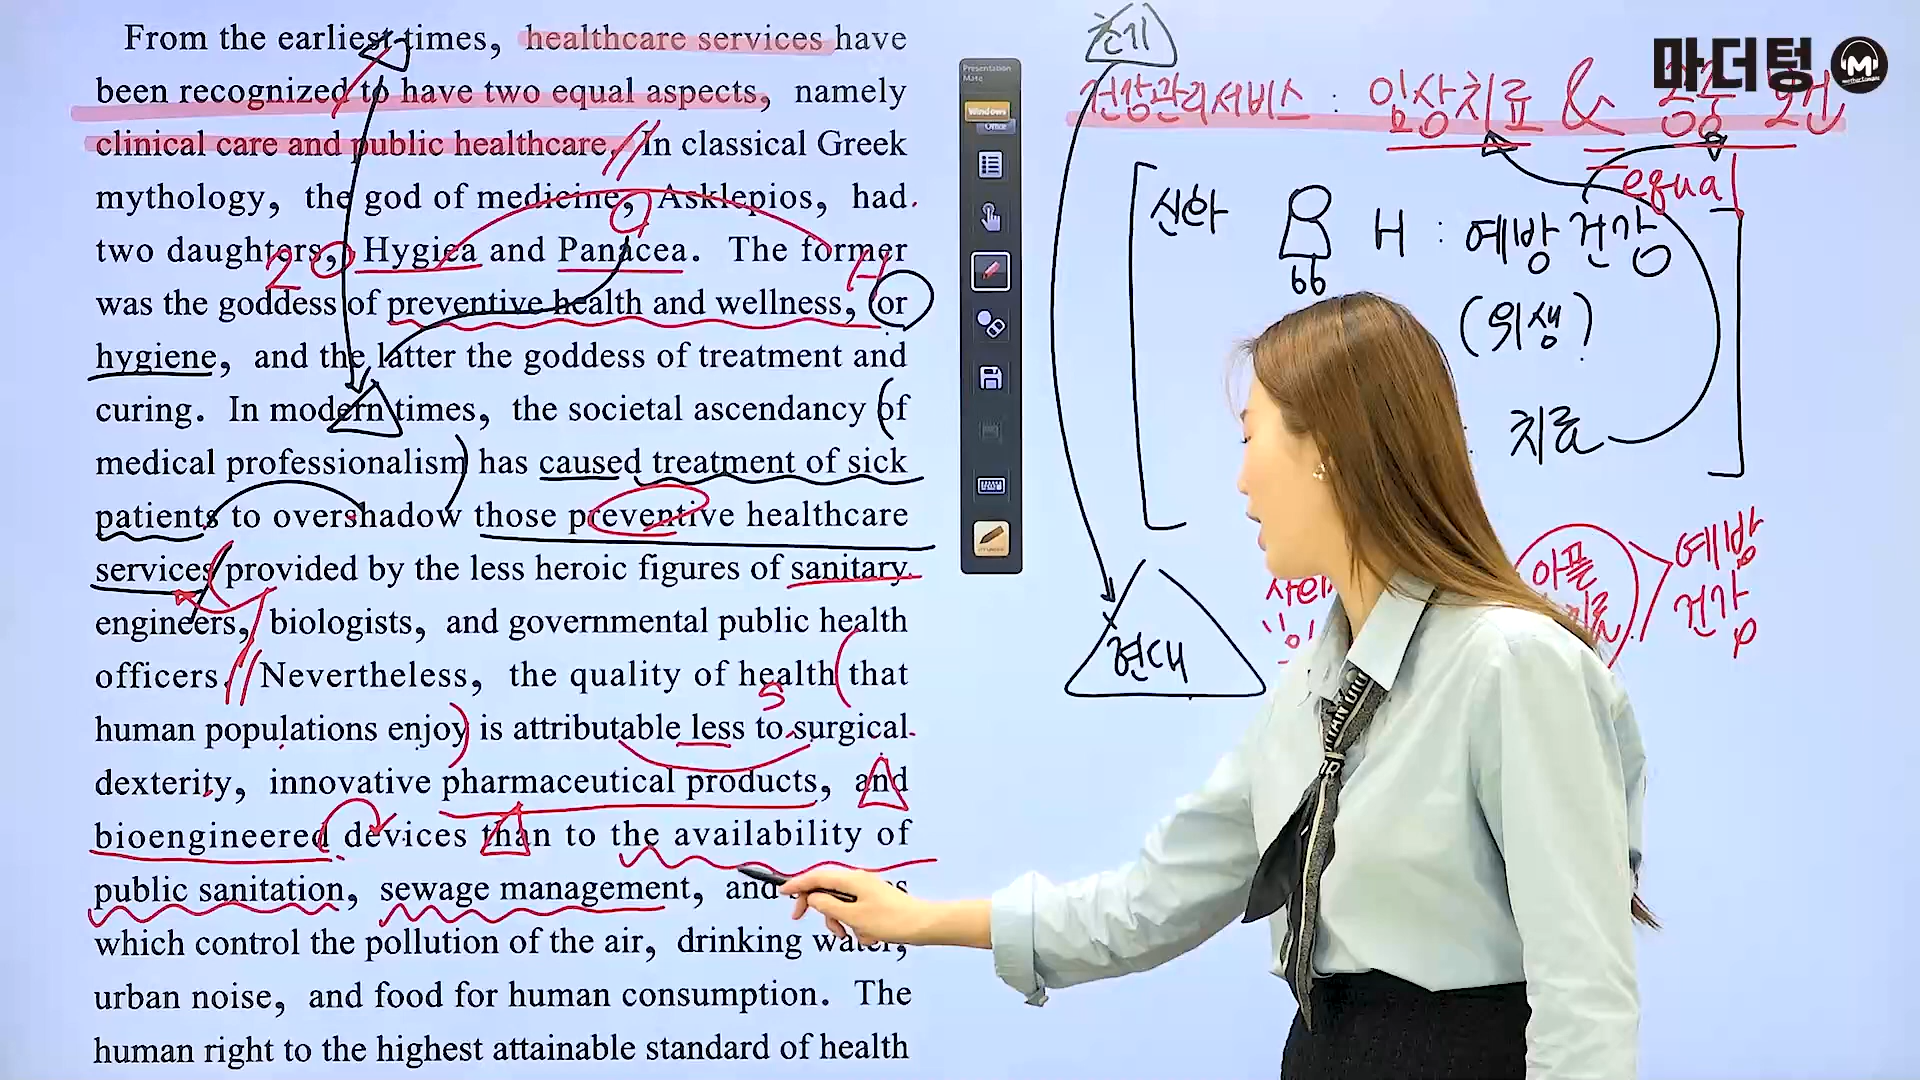 From the earliest times, healthcare services have
been recognized to have two equal aspects, namely
clinical care and public healthcare. In classical Greek
mythology, the god of medicine, Asklepios, had
two daughters, Hygiea and Panacea. The former
was the goddess of preventive health and wellness, or
hygiene, and the latter the goddess of treatment and
curing. In modern times, the societal ascendancy of
medical professionalism has caused treatment of sick
patients to overshadow those preventive healthcare
services provided by the less heroic figures of sanitary
engineers, biologists, and governmental public health
officers. Nevertheless, the quality of health that
human populations enjoy is attributable less to surgical
dexterity, innovative pharmaceutical products, and
bioengineered devices than to the availability of
public sanitation, sewage management, and
which control the pollution of the air, drinking water,
urban noise, and food for human consumption. The
human right to the highest attainable standard of health
2
H
s
Presentation
Mate
Windows
Office
초기
마더텅
M
건강관리서비스 : 임상치료 & 공중 보건
= equal
신화
H : 예방 건강
(위생)
치료
현대
아플
예방
건강